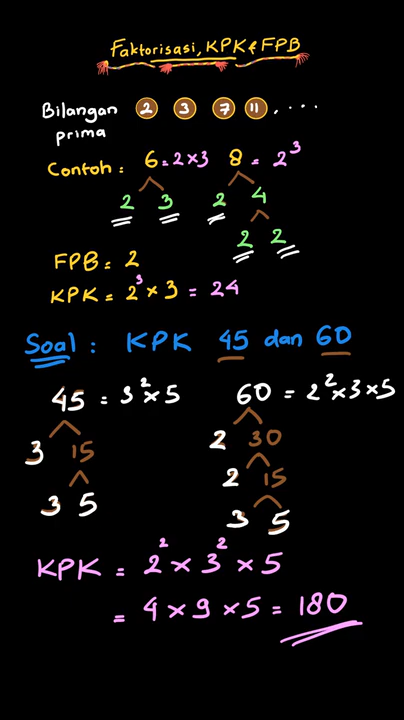 Faktorisasi, KPK & FPB
Bilangan prima 2 3 7 11, ....
Contoh : 6 = 2 × 3 8 = 2³
2 3 2 4
2 2
FPB = 2
KPK = 2³ × 3 = 24
Soal : KPK 45 dan 60
45 = 3² × 5 60 = 2² × 3 × 5
3 15 2 30
3 5 2 15
3 5
KPK = 2² × 3² × 5
= 4 × 9 × 5 = 180